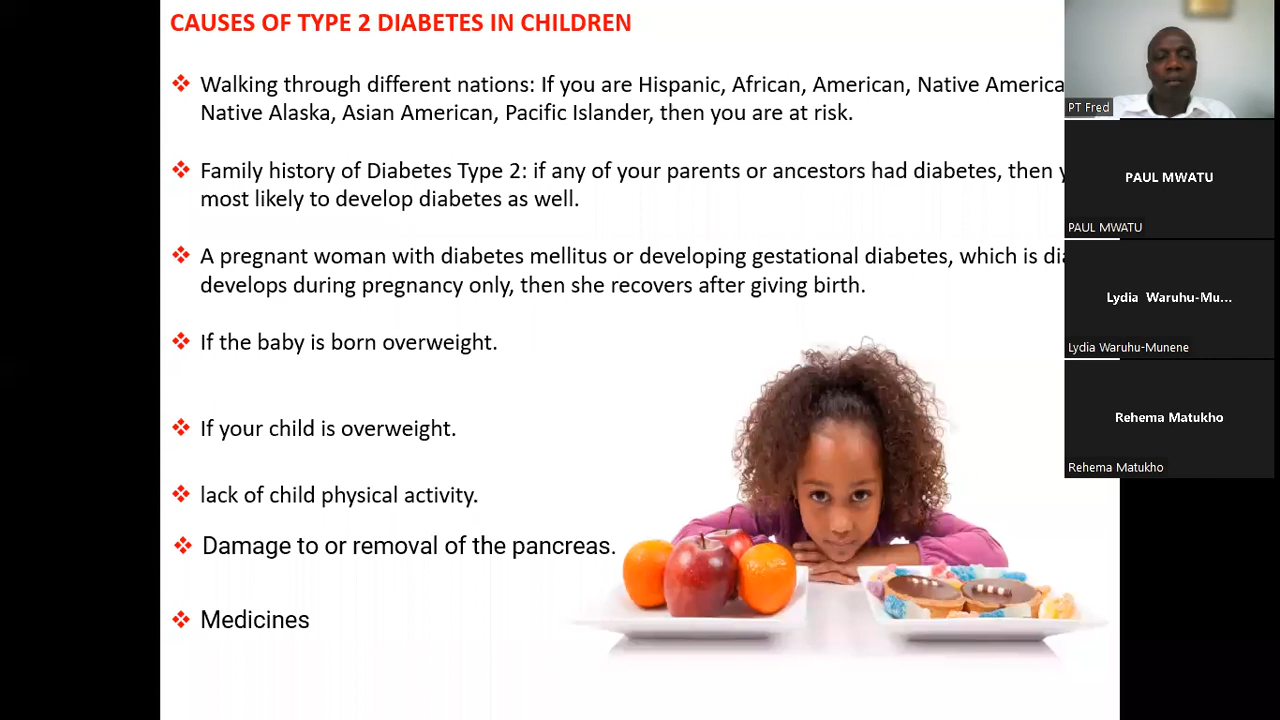 CAUSES OF TYPE 2 DIABETES IN CHILDREN
Walking through different nations: If you are Hispanic, African, American, Native America
Native Alaska, Asian American, Pacific Islander, then you are at risk.
Family history of Diabetes Type 2: if any of your parents or ancestors had diabetes, then
most likely to develop diabetes as well.
A pregnant woman with diabetes mellitus or developing gestational diabetes, which is
develops during pregnancy only, then she recovers after giving birth.
If the baby is born overweight.
If your child is overweight.
lack of child physical activity.
Damage to or removal of the pancreas.
Medicines
PT Fred
PAUL MWATU
PAUL MWATU
Lydia Waruhu-Mu...
Lydia Waruhu-Munene
Rehema Matukho
Rehema Matukho